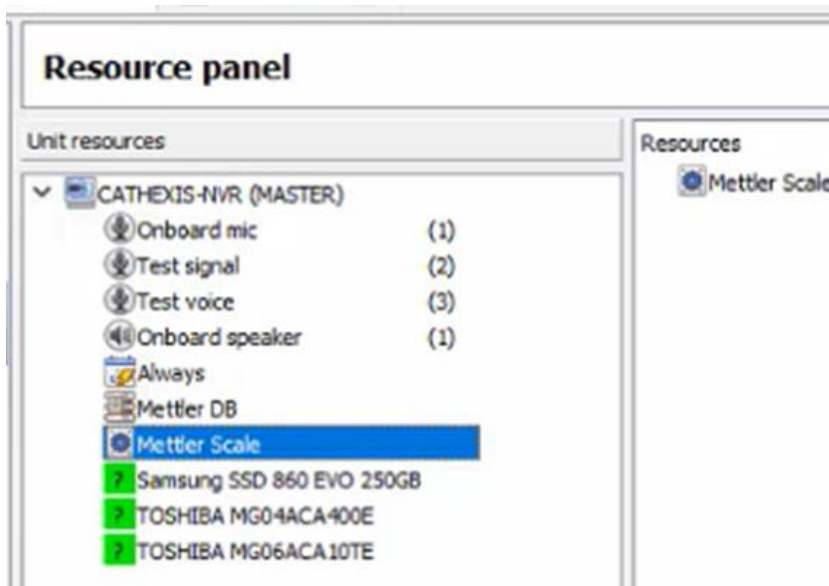 Resource panel
Unit resources
Resources
CATHEXIS-NVR (MASTER)
Mettler Scale
Onboard mic (1)
Test signal (2)
Test voice (3)
Onboard speaker (1)
Always
Mettler DB
Mettler Scale
? Samsung SSD 860 EVO 250GB
? TOSHIBA MG04ACA400E
? TOSHIBA MG06ACA10TE